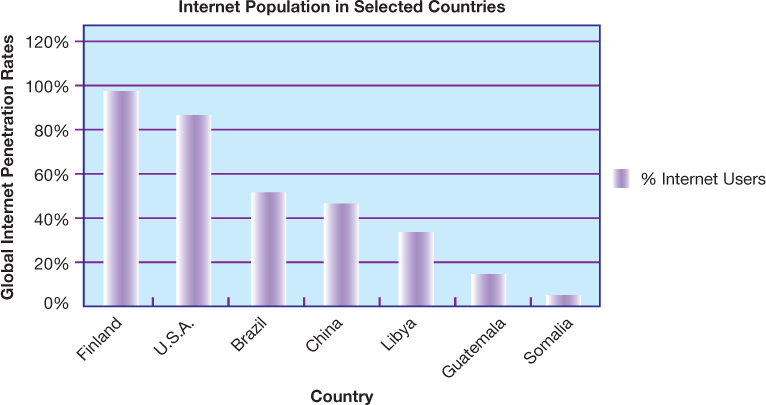 Internet Population in Selected Countries
Global Internet Penetration Rates
120%
100%
80%
60%
40%
20%
0%
Finland
U.S.A.
Brazil
China
Libya
Guatemala
Somalia
Country
% Internet Users